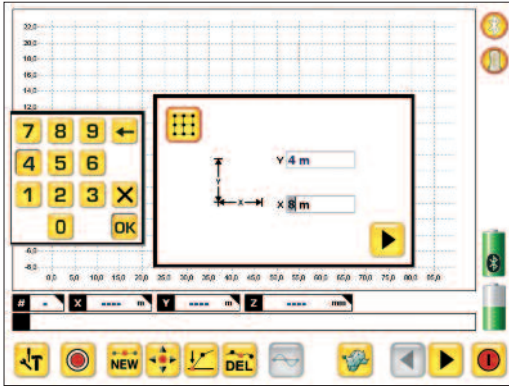 22,0
20,0
18,0
16,0
14,0
12,0
7 8 9
4 5 6
1 2 3 X
0 OK
Y 4 m
Y
X
X 8 m
-6,0
-8,0
0,0 5,0 10,0 15,0 20,0 25,0 30,0 35,0 40,0 45,0 50,0 55,0 60,0 65,0 70,0 75,0 80,0 85,0
# - X ---- m Y ---- m Z ---- mm
T NEW DEL